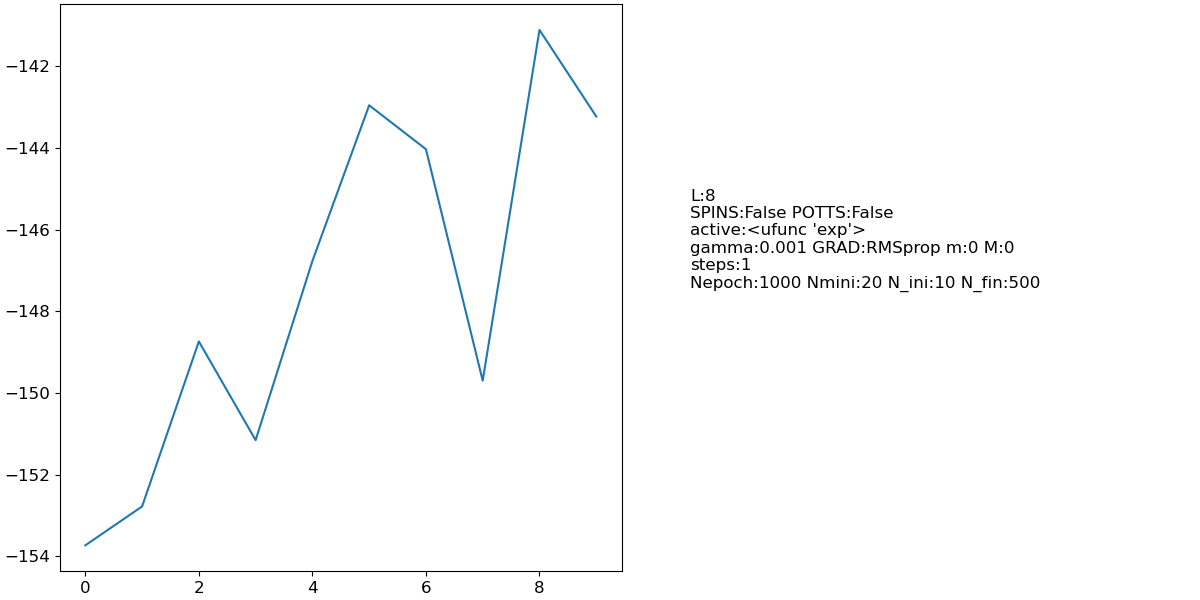 −142
−144
−146
−148
−150
−152
−154
0 2 4 6 8
L:8
SPINS:False POTTS:False
active:<ufunc 'exp'>
gamma:0.001 GRAD:RMSprop m:0 M:0
steps:1
Nepoch:1000 Nmini:20 N_ini:10 N_fin:500